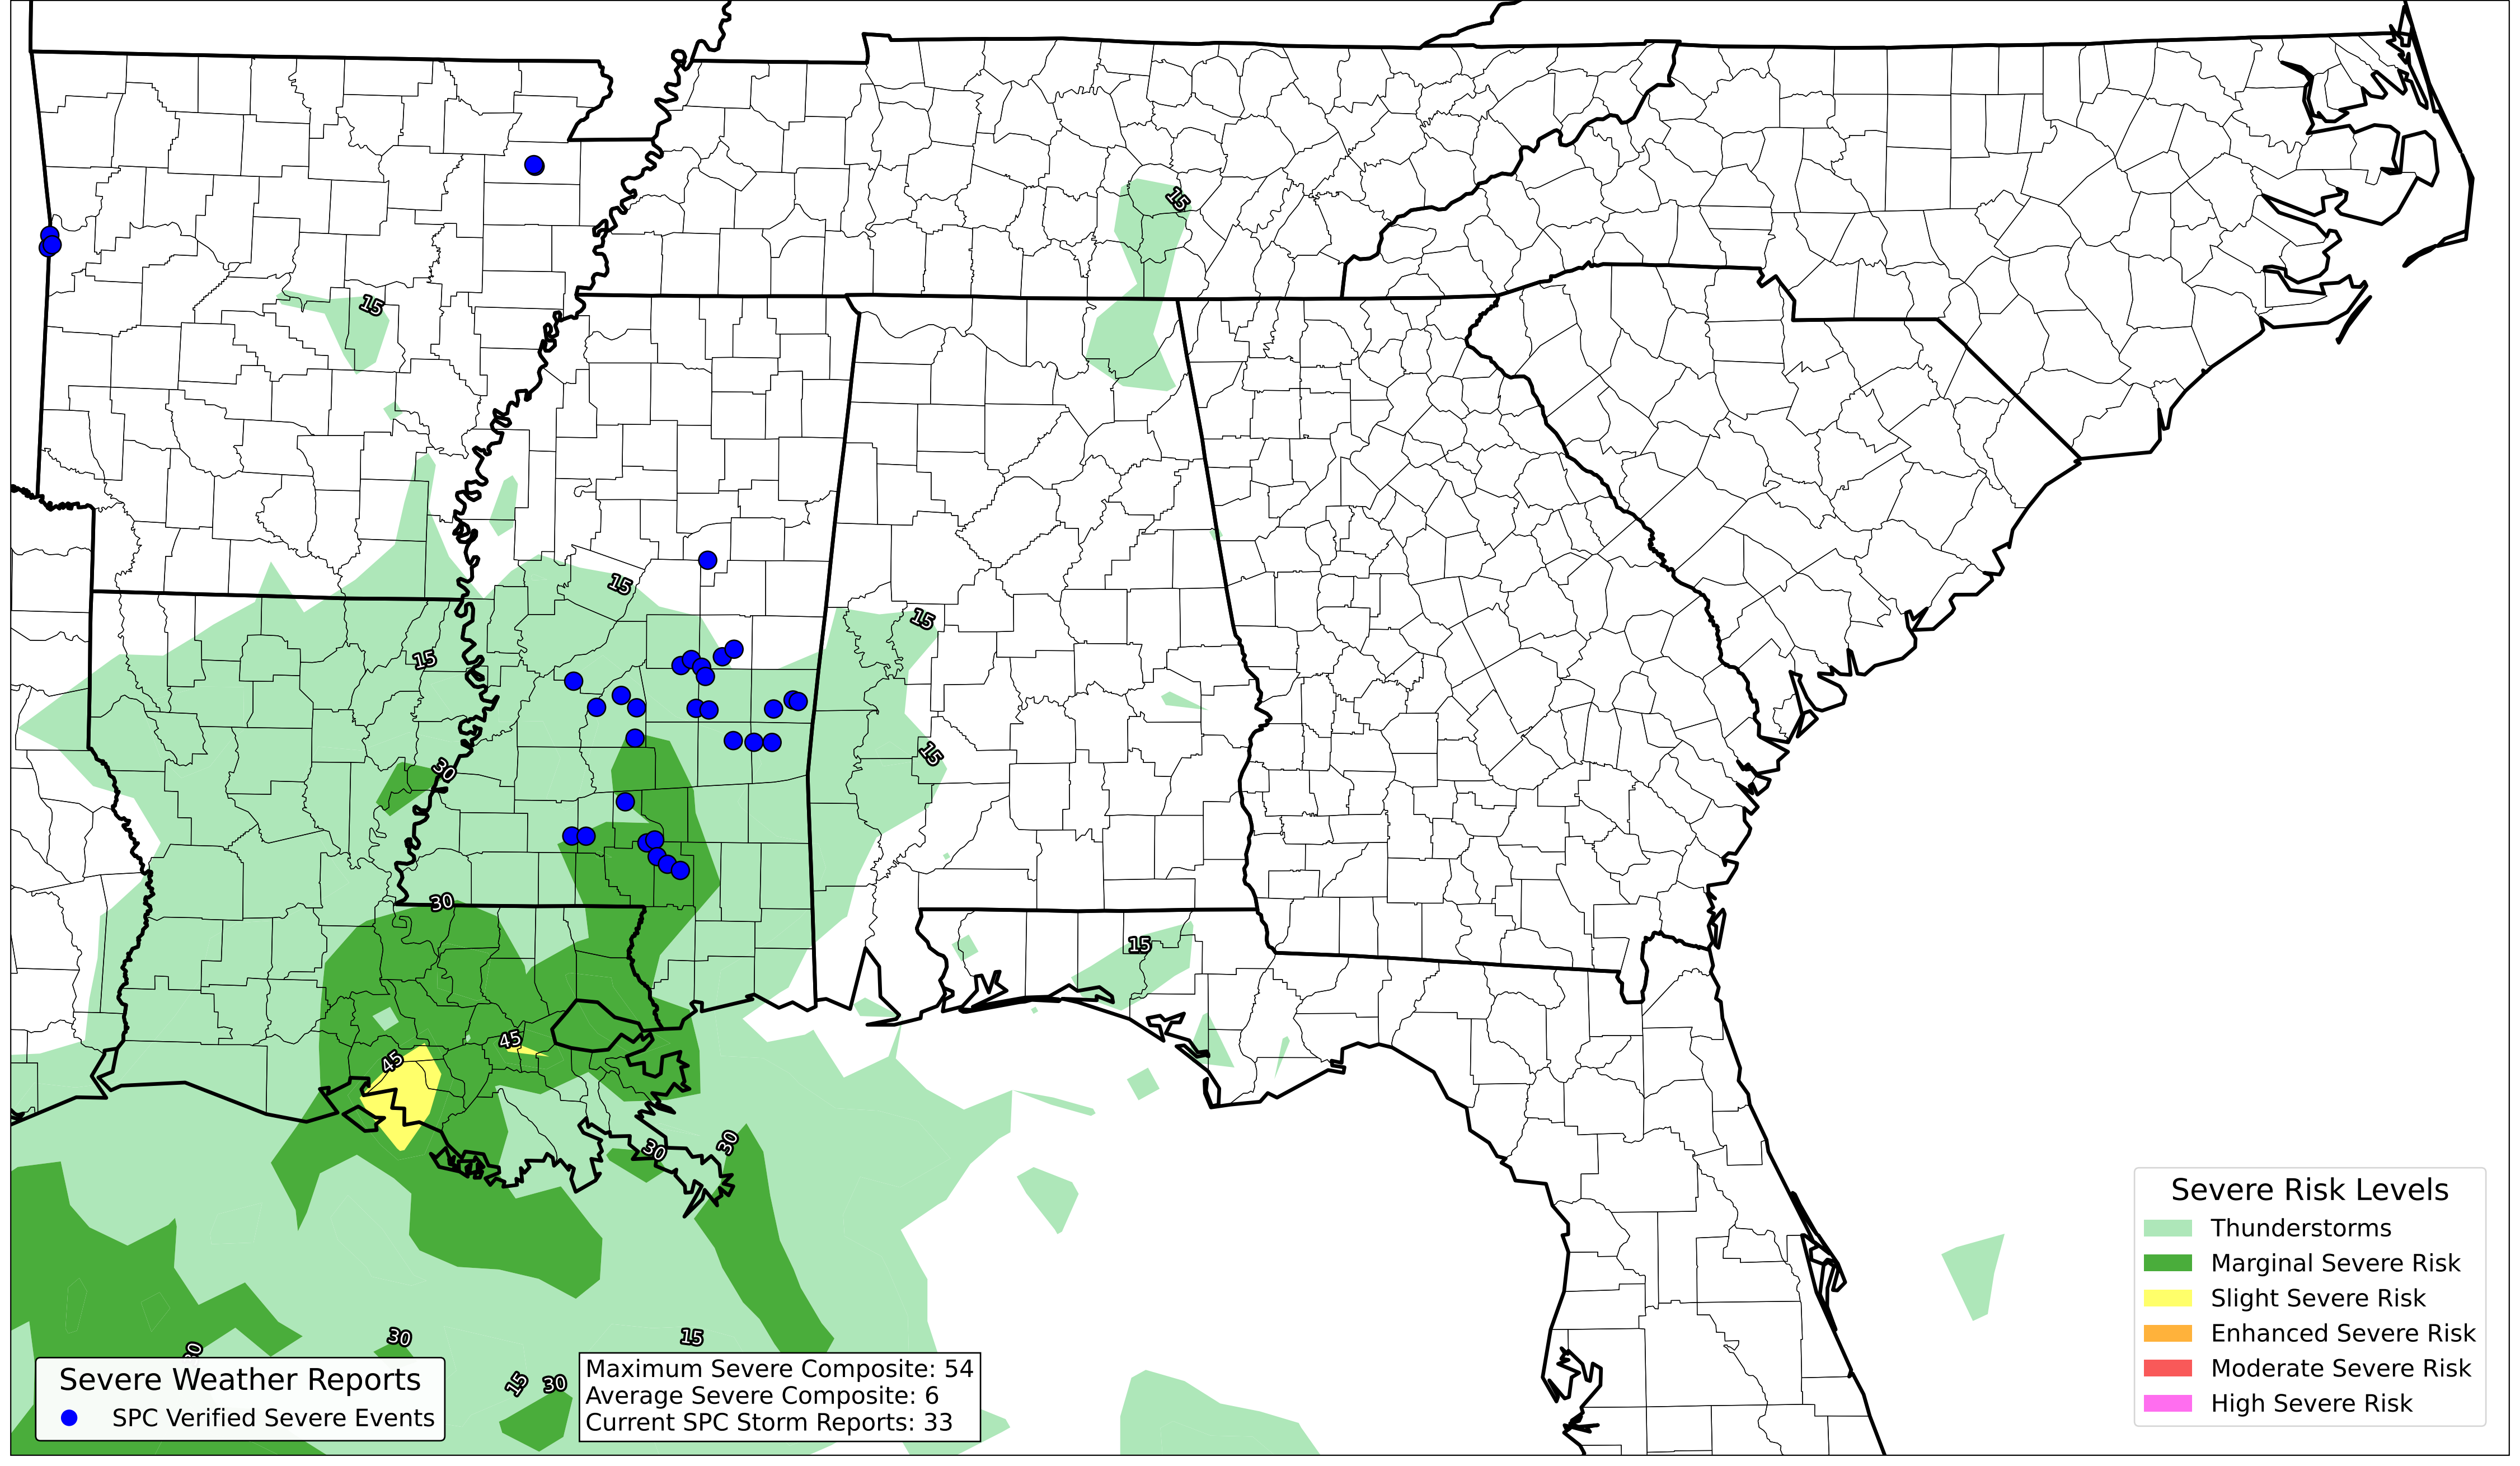 15
15
15
15
15
15
30
30
15
45
45
30
30
30
15
15
30
Severe Weather Reports
SPC Verified Severe Events
Maximum Severe Composite: 54
Average Severe Composite: 6
Current SPC Storm Reports: 33
Severe Risk Levels
Thunderstorms
Marginal Severe Risk
Slight Severe Risk
Enhanced Severe Risk
Moderate Severe Risk
High Severe Risk